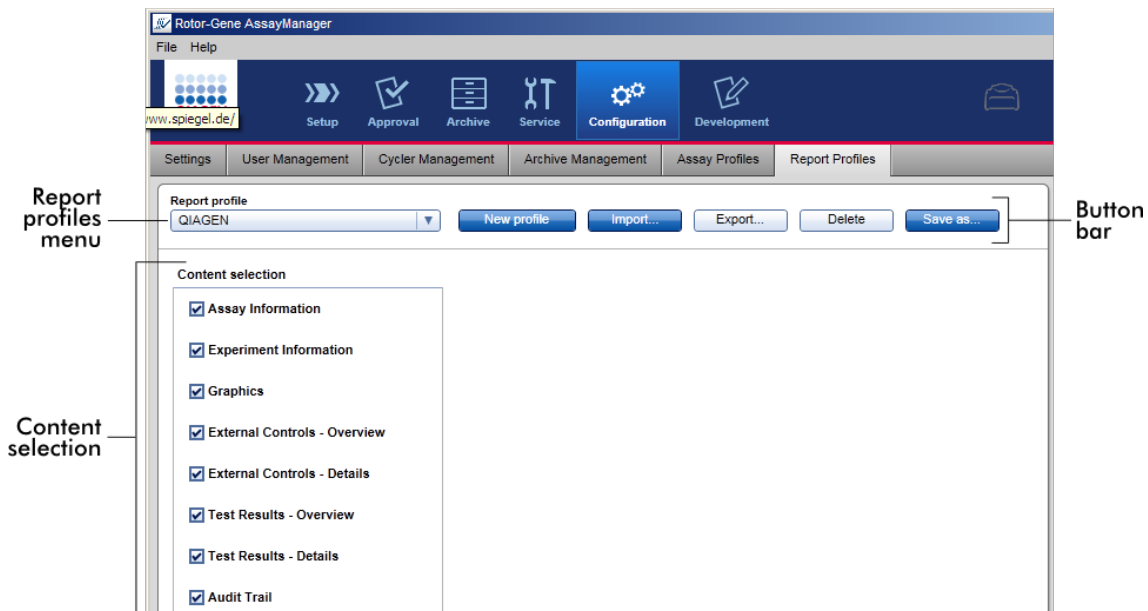 Rotor-Gene AssayManager
File Help
www.spiegel.de/
Setup Approval Archive Service Configuration Development
Settings User Management Cycler Management Archive Management Assay Profiles Report Profiles
Report profiles menu
Report profile
QIAGEN
New profile Import... Export... Delete Save as...
Button bar
Content selection
Content selection
Assay Information
Experiment Information
Graphics
External Controls - Overview
External Controls - Details
Test Results - Overview
Test Results - Details
Audit Trail